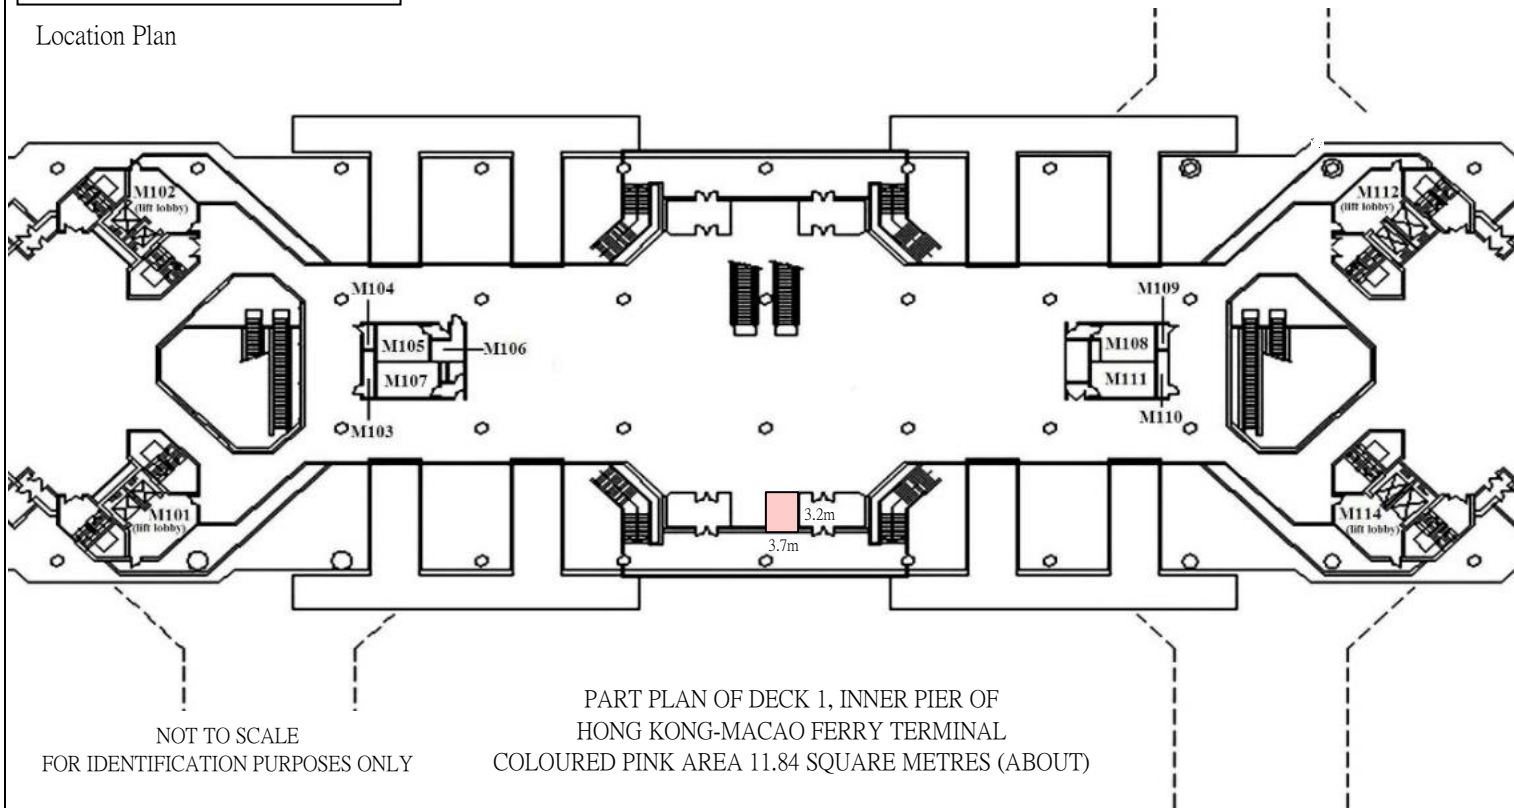 Location Plan
M102
(lift lobby)
M112
(lift lobby)
M104
M109
M105
M106
M108
M107
M111
M103
M110
M101
(lift lobby)
3.2m
M114
(lift lobby)
3.7m
PART PLAN OF DECK 1, INNER PIER OF
HONG KONG-MACAO FERRY TERMINAL
COLOURED PINK AREA 11.84 SQUARE METRES (ABOUT)
NOT TO SCALE
FOR IDENTIFICATION PURPOSES ONLY